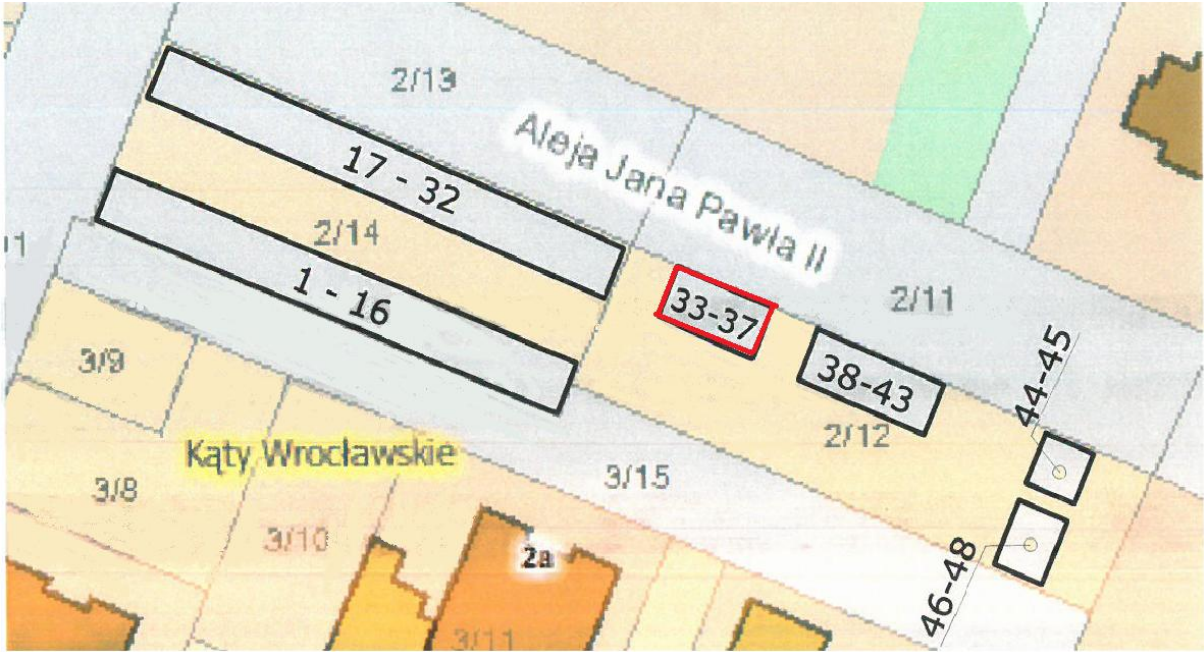 2/13
Aleja Jana Pawła II
17 - 32
2/14
1 - 16
33-37
2/11
38-43
44-45
3/9
2/12
Kąty Wrocławskie
3/15
3/8
3/10
2a
46-48
3/11